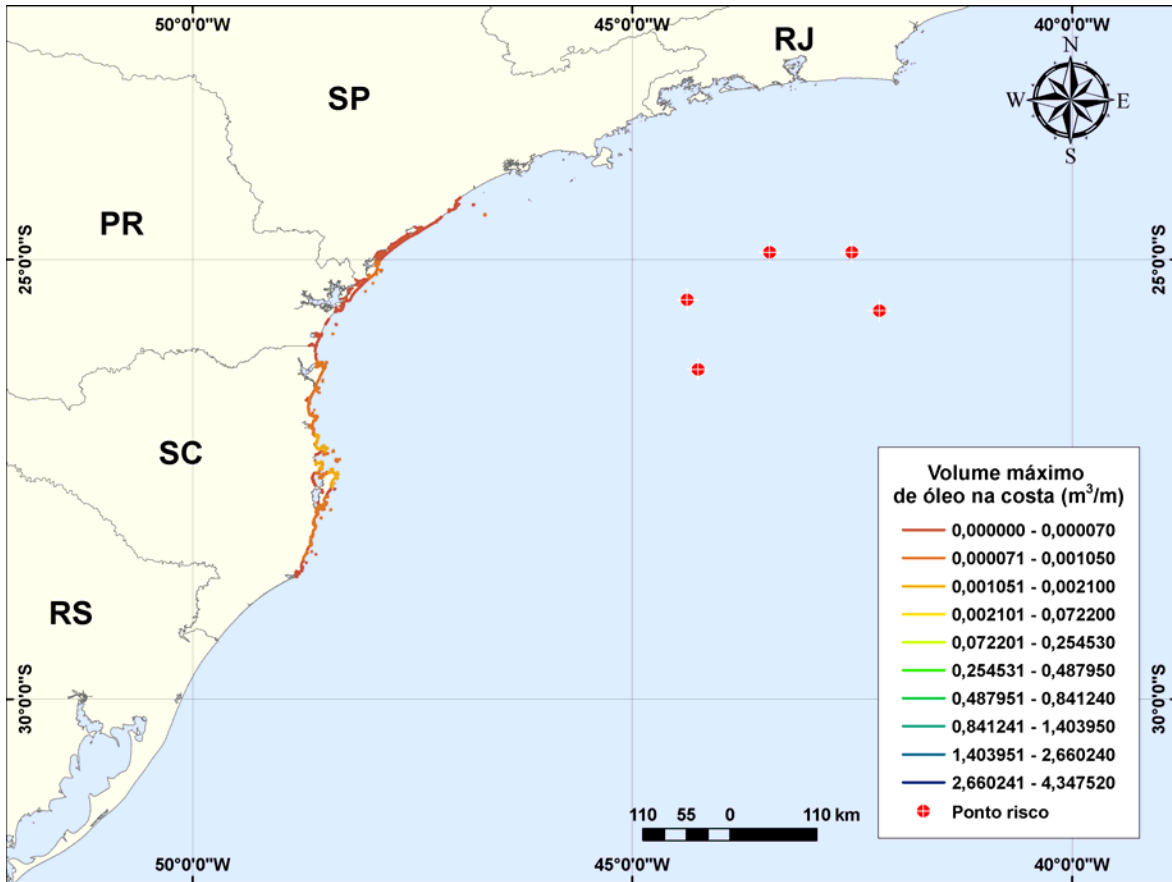 50°0'0"W
45°0'0"W
40°0'0"W
RJ
N
SP
W
E
S
PR
25°0'0"S
25°0'0"S
SC
Volume máximo
de óleo na costa (m³/m)
0,000000 - 0,000070
0,000071 - 0,001050
0,001051 - 0,002100
RS
0,002101 - 0,072200
0,072201 - 0,254530
0,254531 - 0,487950
30°0'0"S
30°0'0"S
0,487951 - 0,841240
0,841241 - 1,403950
1,403951 - 2,660240
2,660241 - 4,347520
Ponto risco
110 55 0 110 km
50°0'0"W
45°0'0"W
40°0'0"W